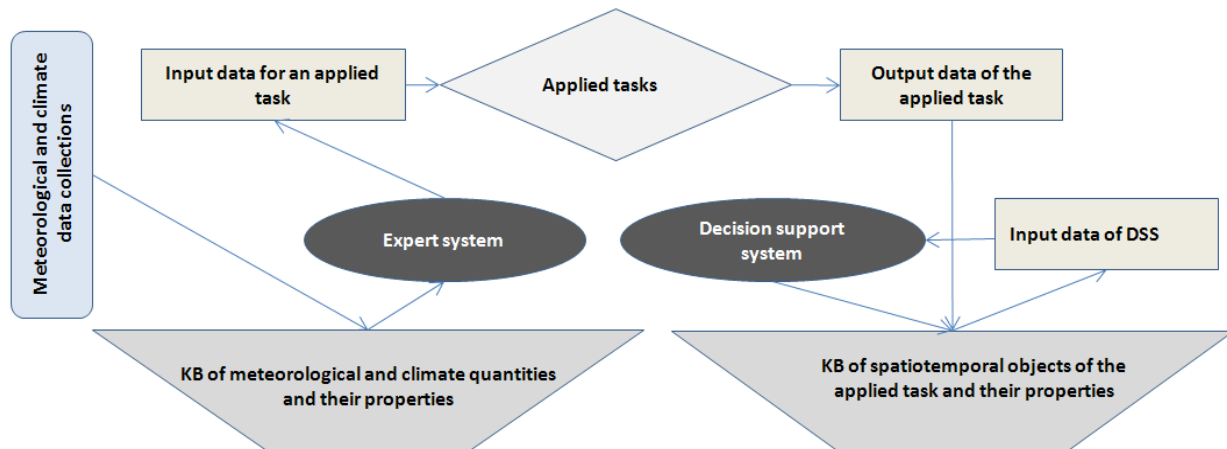 Meteorological and climate
data collections
Input data for an applied
task
Applied tasks
Output data of the
applied task
Expert system
Decision support
system
Input data of DSS
KB of meteorological and climate quantities
and their properties
KB of spatiotemporal objects of the
applied task and their properties